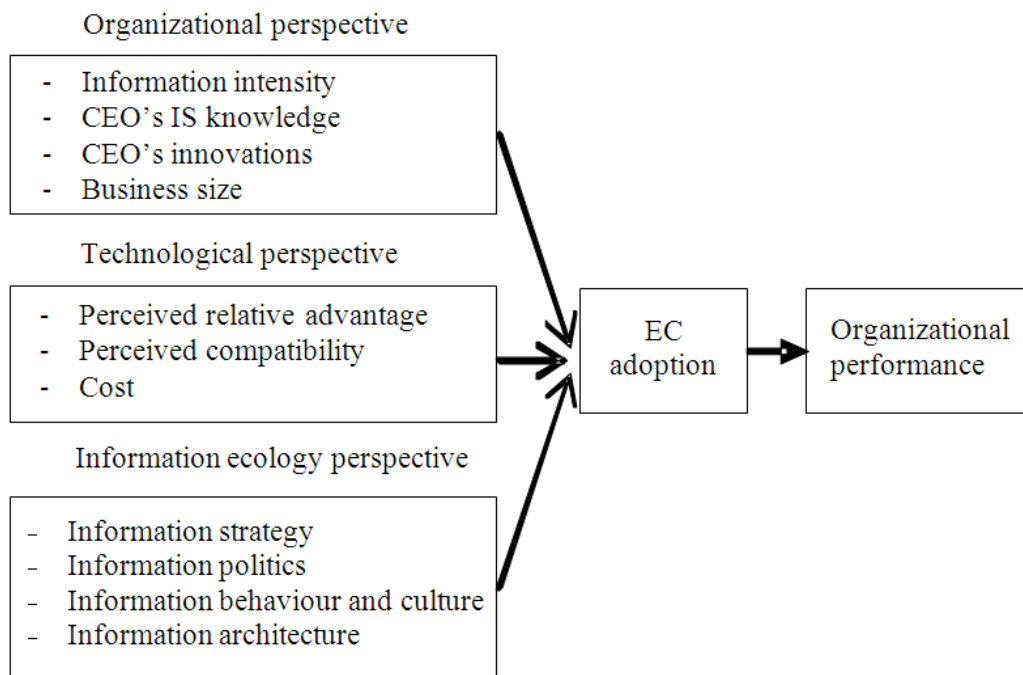 Organizational perspective
- Information intensity
- CEO’s IS knowledge
- CEO’s innovations
- Business size
Technological perspective
- Perceived relative advantage
- Perceived compatibility
- Cost
Information ecology perspective
- Information strategy
- Information politics
- Information behaviour and culture
- Information architecture
EC
adoption
Organizational
performance